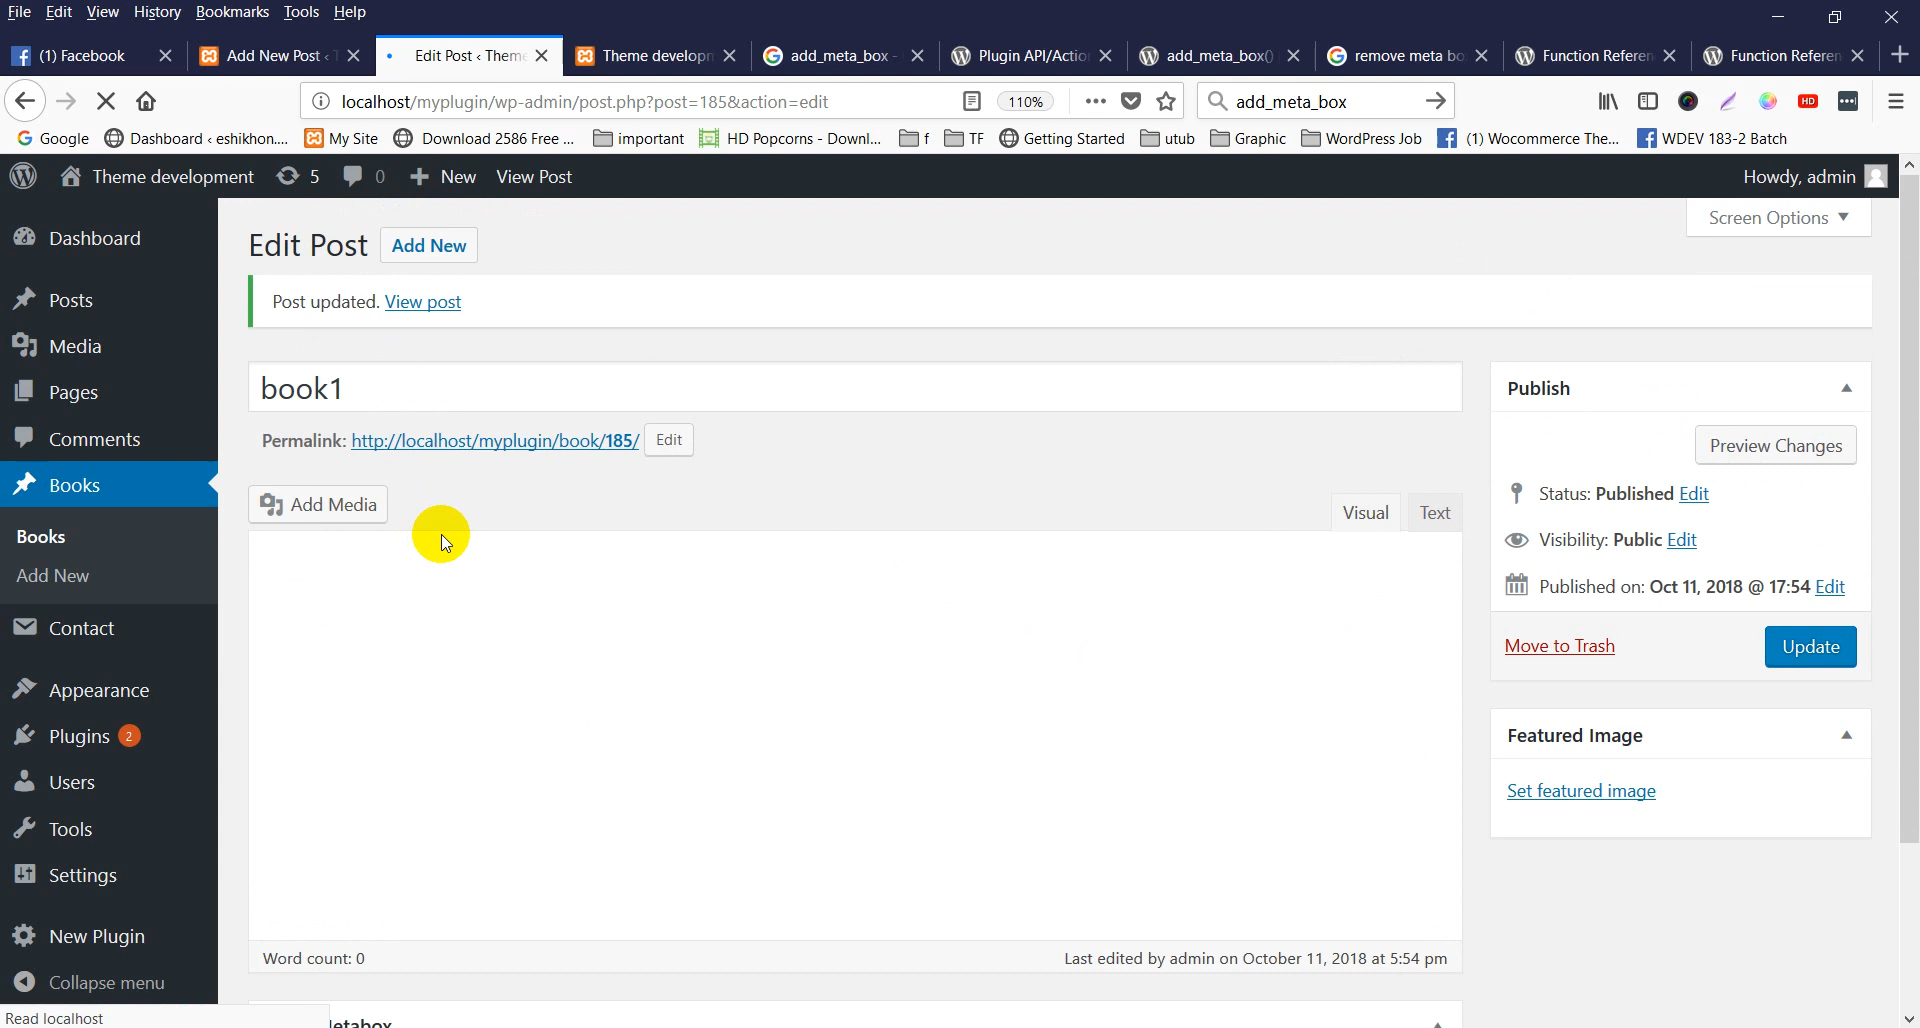 File Edit View History Bookmarks Tools Help
(1) Facebook Add New Post ‹ Edit Post ‹ Theme Theme developm add_meta_box - Plugin API/Action add_meta_box() remove meta bo Function Referen Function Referen
localhost/myplugin/wp-admin/post.php?post=185&action=edit 110% add_meta_box HD
Google Dashboard ‹ eshikhon.... My Site Download 2586 Free ... important HD Popcorns - Downl... f TF Getting Started utub Graphic WordPress Job (1) Wocommerce The... WDEV 183-2 Batch
Theme development 5 0 New View Post Howdy, admin
Screen Options
Dashboard
Posts
Media
Pages
Comments
Books
Books
Add New
Contact
Appearance
Plugins 2
Users
Tools
Settings
New Plugin
Collapse menu
Edit Post Add New
Post updated. View post
book1
Permalink: http://localhost/myplugin/book/185/ Edit
Add Media
Visual Text
Word count: 0 Last edited by admin on October 11, 2018 at 5:54 pm
Publish
Preview Changes
Status: Published Edit
Visibility: Public Edit
Published on: Oct 11, 2018 @ 17:54 Edit
Move to Trash Update
Featured Image
Set featured image
Read localhost